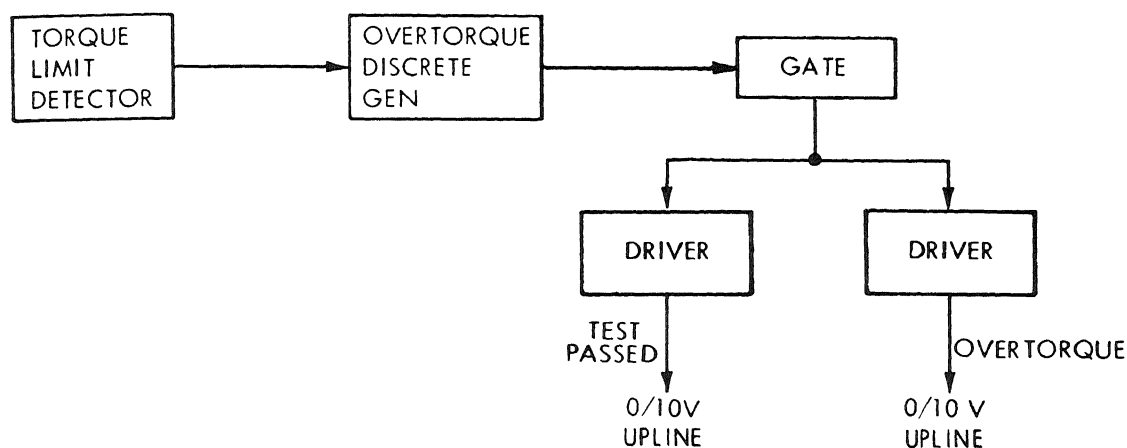 TORQUE
LIMIT
DETECTOR
OVERTORQUE
DISCRETE
GEN
GATE
DRIVER
DRIVER
TEST
PASSED
OVERTORQUE
0/10V
UPLINE
0/10 V
UPLINE